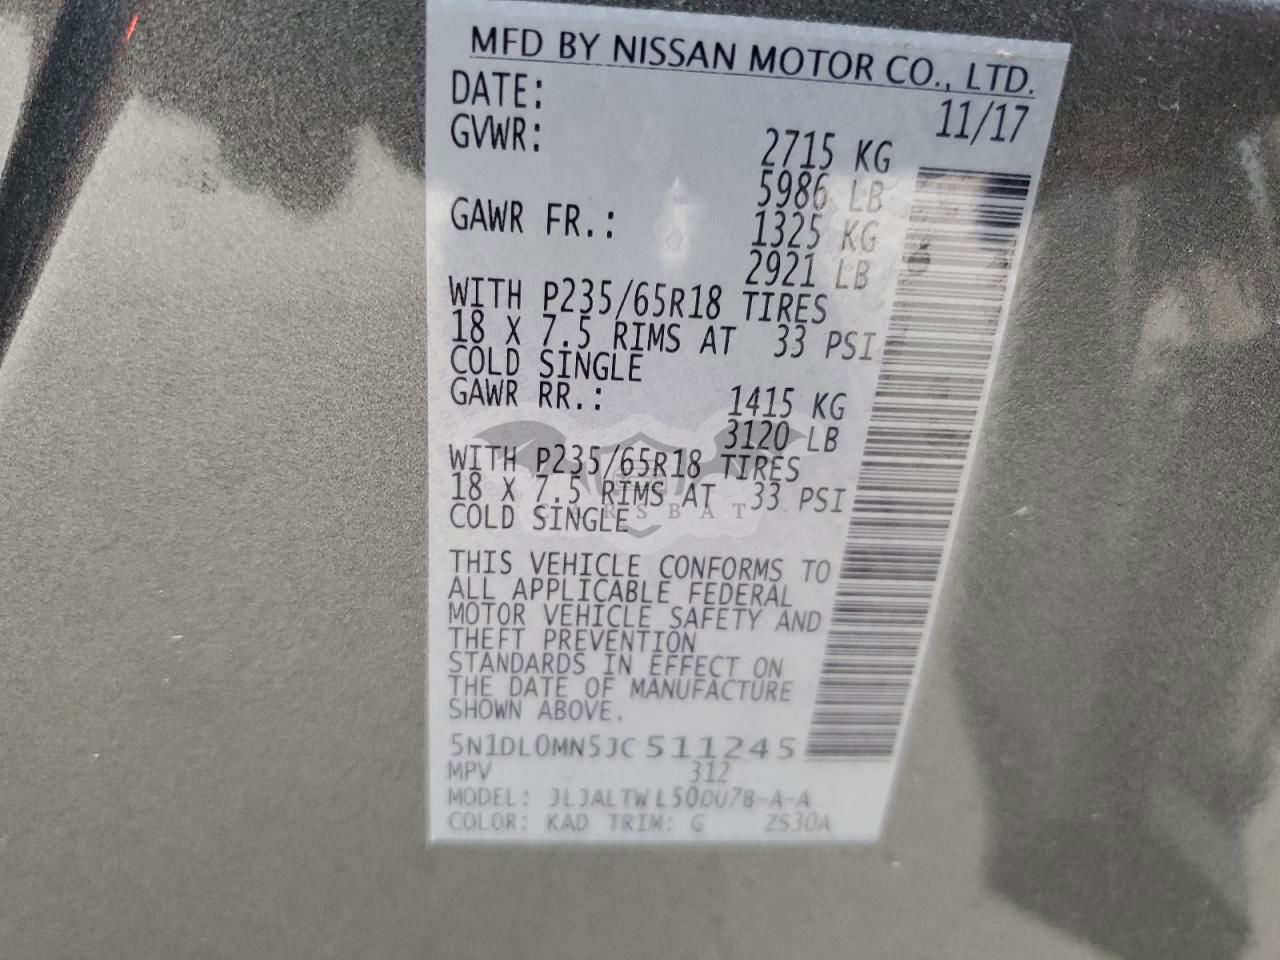 MFD BY NISSAN MOTOR CO., LTD.
DATE: 11/17
GVWR: 2715 KG
5986 LB
GAWR FR.: 1325 KG
2921 LB
WITH P235/65R18 TIRES
18 X 7.5 RIMS AT 33 PSI
COLD SINGLE
GAWR RR.: 1415 KG
3120 LB
WITH P235/65R18 TIRES
18 X 7.5 RIMS AT 33 PSI
COLD SINGLE
CARSBAT
THIS VEHICLE CONFORMS TO
ALL APPLICABLE FEDERAL
MOTOR VEHICLE SAFETY AND
THEFT PREVENTION
STANDARDS IN EFFECT ON
THE DATE OF MANUFACTURE
SHOWN ABOVE.
5N1DL0MN5JC511245
MPV 312
MODEL: JLJALTWL50DU7B-A-A
COLOR: KAD TRIM: G ZS30A